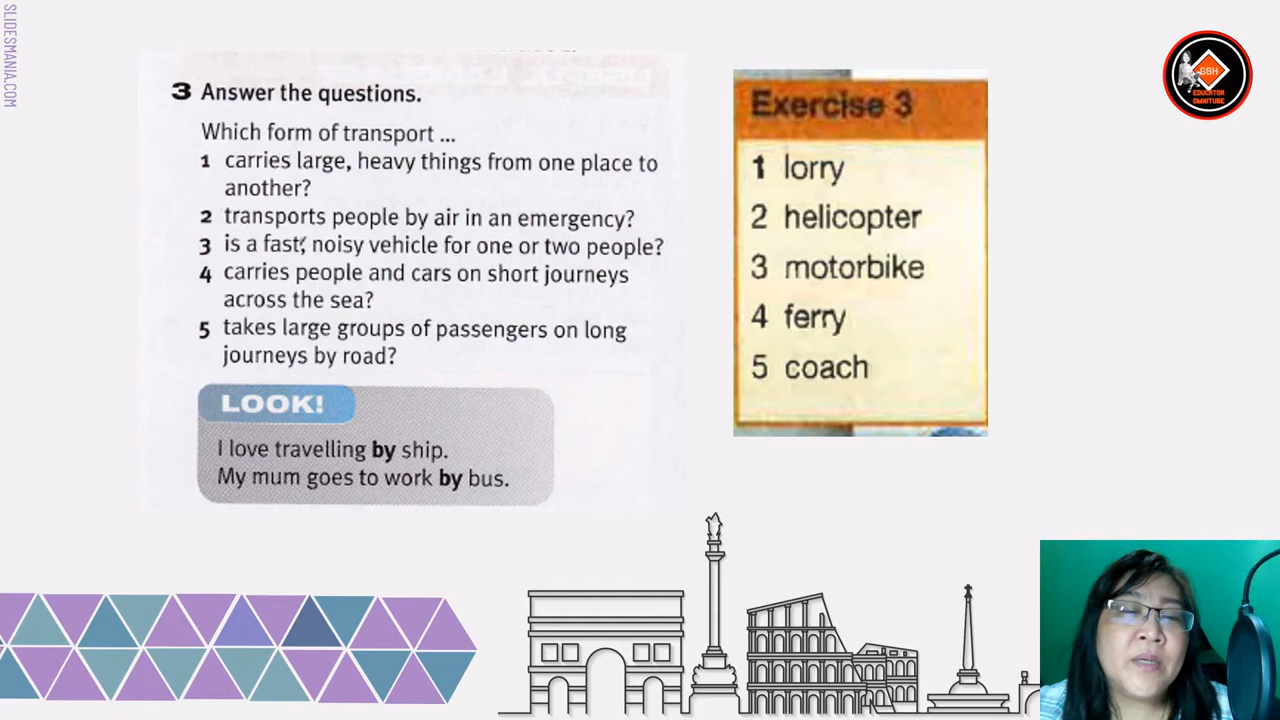 SLIDESMANIA.COM
3 Answer the questions.
Which form of transport ...
1 carries large, heavy things from one place to
another?
2 transports people by air in an emergency?
3 is a fast, noisy vehicle for one or two people?
4 carries people and cars on short journeys
across the sea?
5 takes large groups of passengers on long
journeys by road?
LOOK!
I love travelling by ship.
My mum goes to work by bus.
Exercise 3
1 lorry
2 helicopter
3 motorbike
4 ferry
5 coach
BBH
EDUCATOR
OMNITUBE